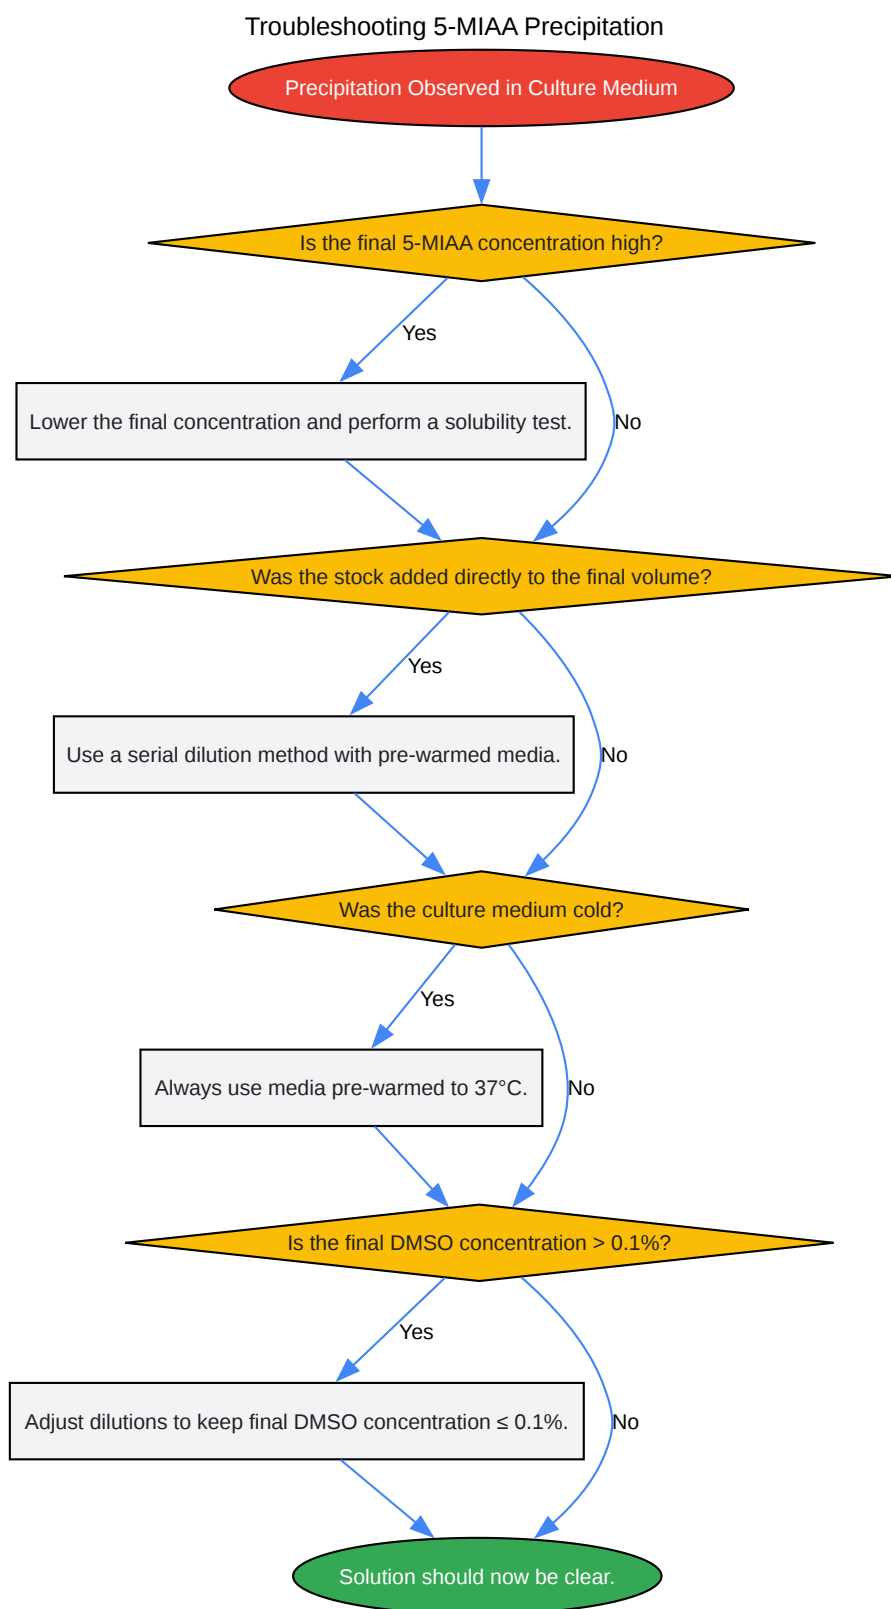 Troubleshooting 5-MIAA Precipitation
Precipitation Observed in Culture Medium
Is the final 5-MIAA concentration high?
Yes
Lower the final concentration and perform a solubility test.
No
Was the stock added directly to the final volume?
Yes
Use a serial dilution method with pre-warmed media.
No
Was the culture medium cold?
Yes
Always use media pre-warmed to 37°C.
No
Is the final DMSO concentration > 0.1%?
Yes
Adjust dilutions to keep final DMSO concentration ≤ 0.1%.
No
Solution should now be clear.